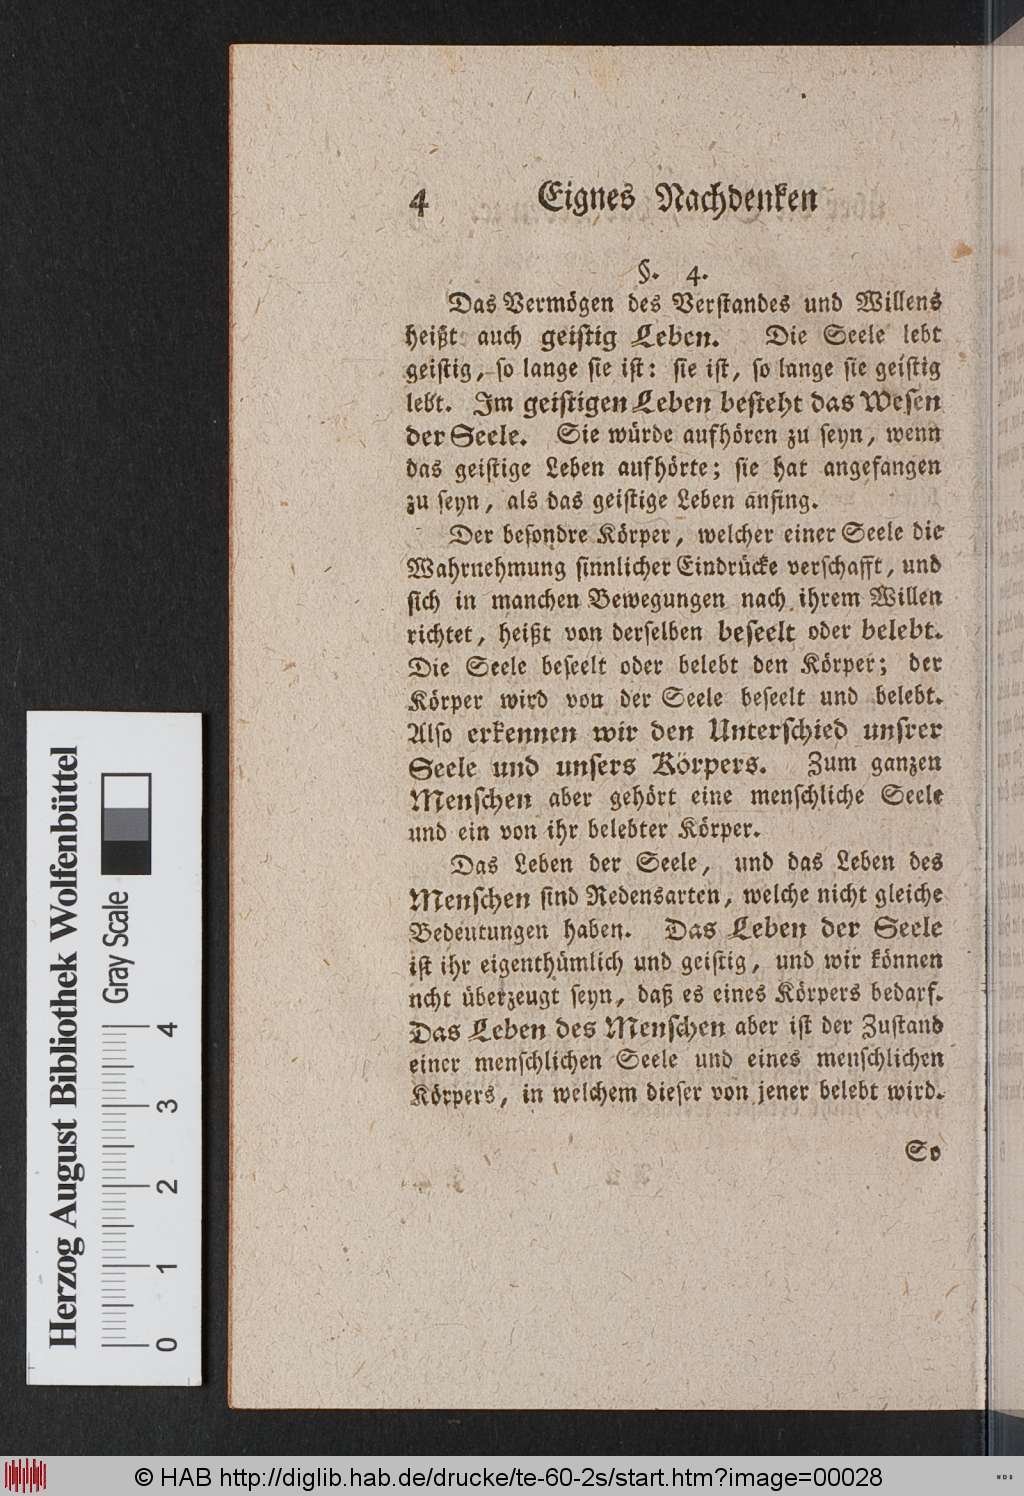 4 Eignes Nachdenken
§. 4.
Das Vermögen des Verstandes und Willens
heißt auch geistig Leben. Die Seele lebt
geistig, so lange sie ist: sie ist, so lange sie geistig
lebt. Im geistigen Leben besteht das Wesen
der Seele. Sie würde aufhören zu seyn, wenn
das geistige Leben aufhörte; sie hat angefangen
zu seyn, als das geistige Leben anfing.
Der besondre Körper, welcher einer Seele die
Wahrnehmung sinnlicher Eindrücke verschafft, und
sich in manchen Bewegungen nach ihrem Willen
richtet, heißt von derselben beseelt oder belebt.
Die Seele beseelt oder belebt den Körper; der
Körper wird von der Seele beseelt und belebt.
Also erkennen wir den Unterschied unsrer
Seele und unsers Körpers. Zum ganzen
Menschen aber gehört eine menschliche Seele
und ein von ihr belebter Körper.
Das Leben der Seele, und das Leben des
Menschen sind Redensarten, welche nicht gleiche
Bedeutungen haben. Das Leben der Seele
ist ihr eigenthümlich und geistig, und wir können
ncht überzeugt seyn, daß es eines Körpers bedarf.
Das Leben des Menschen aber ist der Zustand
einer menschlichen Seele und eines menschlichen
Körpers, in welchem dieser von jener belebt wird.
So
Herzog August Bibliothek Wolfenbüttel
Gray Scale
0 1 2 3 4
© HAB http://diglib.hab.de/drucke/te-60-2s/start.htm?image=00028